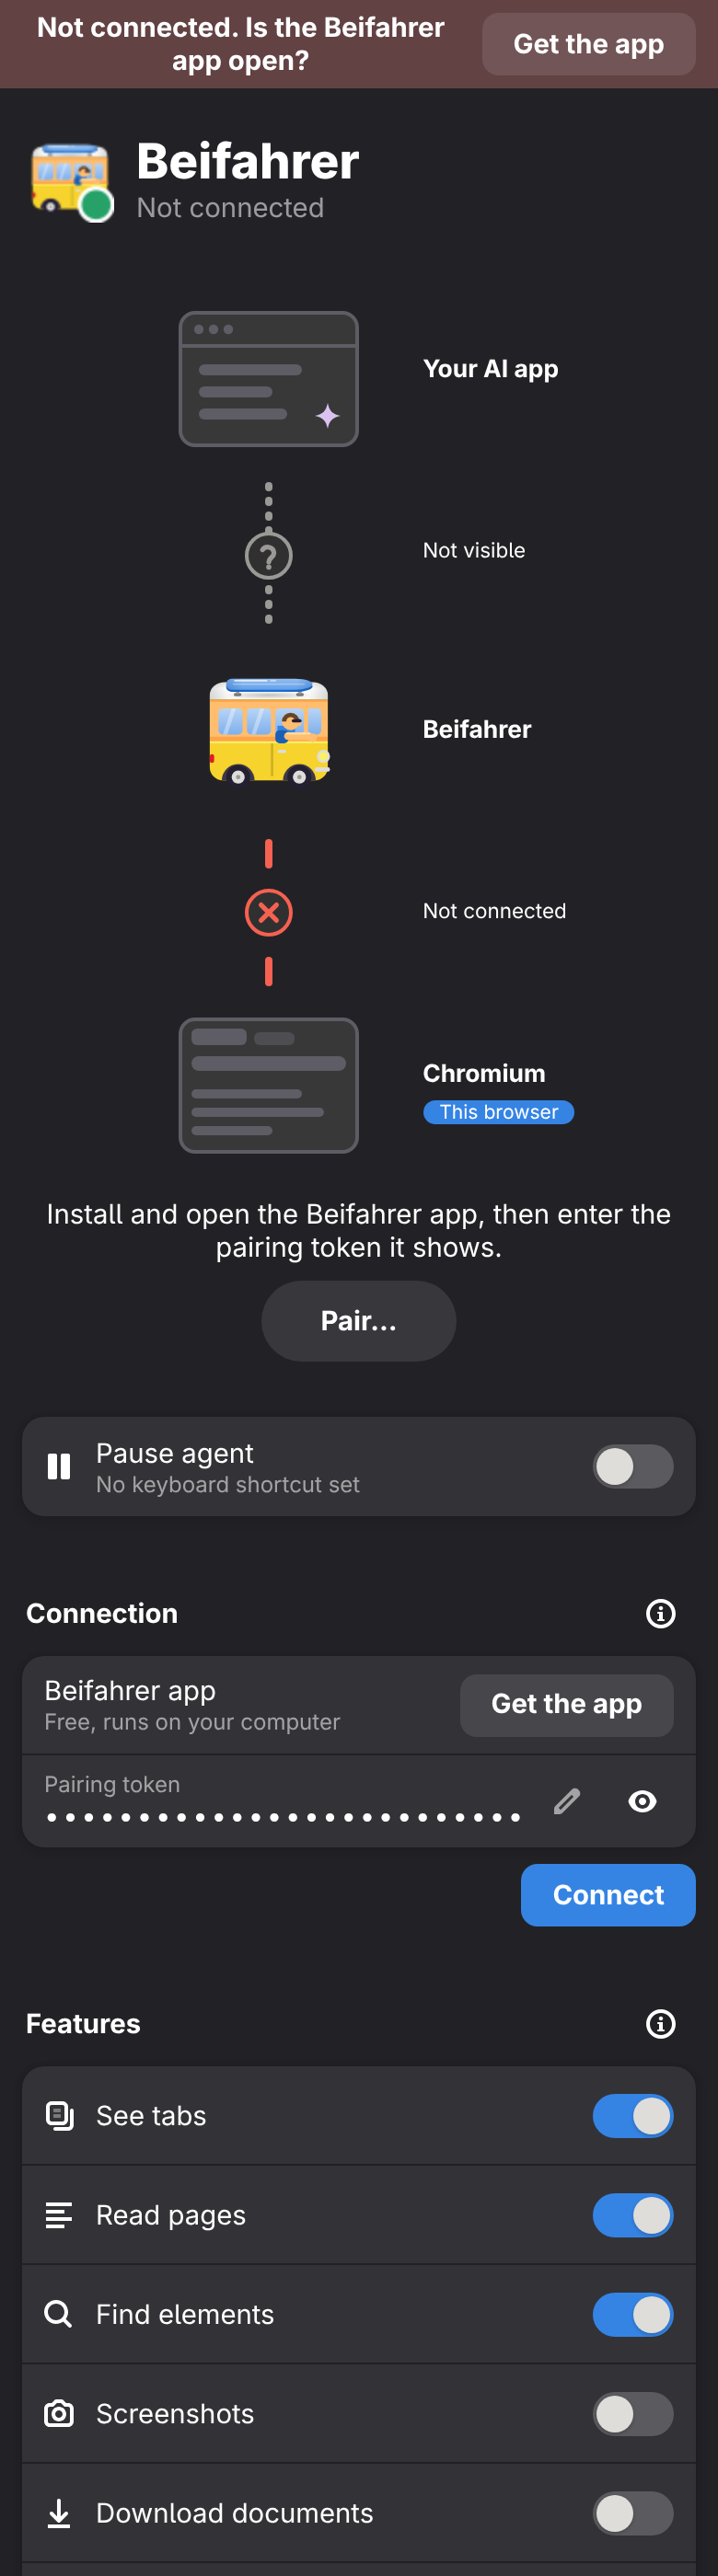 Not connected. Is the Beifahrer
app open?
Get the app
Beifahrer
Not connected
Your AI app
Not visible
Beifahrer
Not connected
Chromium
This browser
Install and open the Beifahrer app, then enter the
pairing token it shows.
Pair...
Pause agent
No keyboard shortcut set
Connection
Beifahrer app
Free, runs on your computer
Get the app
Pairing token
Connect
Features
See tabs
Read pages
Find elements
Screenshots
Download documents